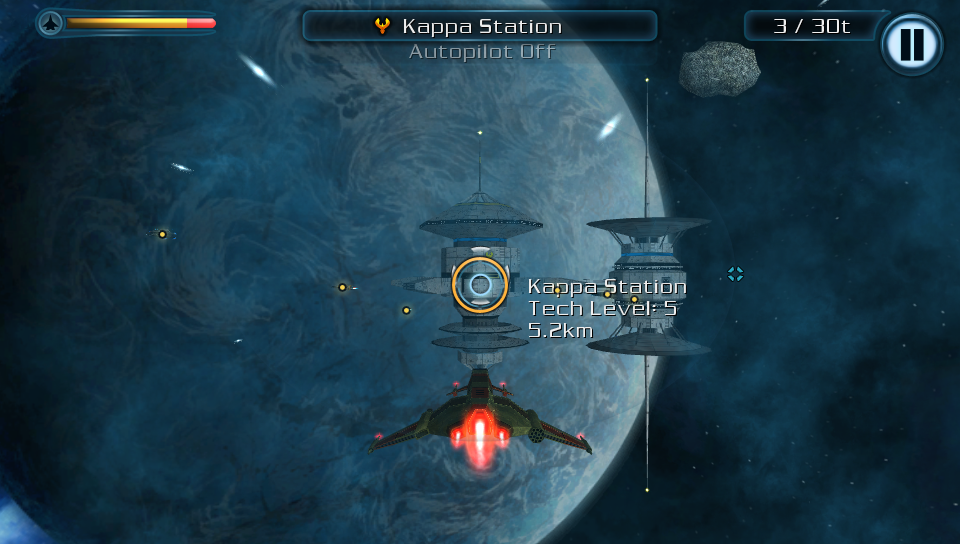 Kappa Station
3 / 30t
Autopilot Off
Kappa Station
Tech Level: 5
5.2km